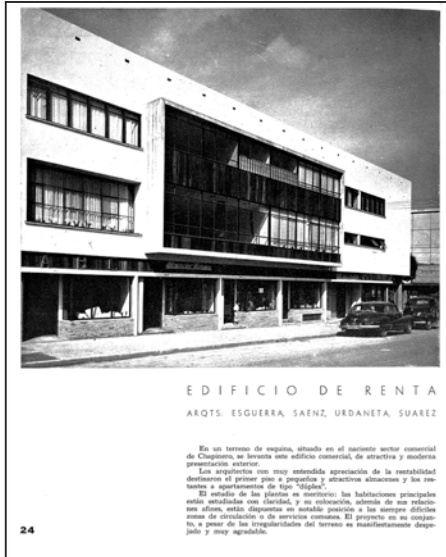 EDIFICIO DE RENTA
ARQTS: ESGUERRA, SAENZ, URDANETA, SUAREZ
En un terreno de esquina, situado en el naciente sector comercial
de Chapinero, se levanta este edificio comercial, de atractiva y moderna
presentación exterior.
Los arquitectos con muy entendida apreciación de la rentabilidad
destinaron el primer piso a pequeños y atractivos almacenes y los res-
tantes a apartamentos de tipo "dúplex".
El estudio de las plantas es meritorio: las habitaciones principales
están estudiadas con claridad, y su colocación, además de sus relacio-
nes afines, están dispuestas en notable posición a las siempre difíciles
zonas de circulación o de servicios comunes. El proyecto en su conjun-
to, a pesar de las irregularidades del terreno es manifiestamente despe-
jado y muy agradable.
24